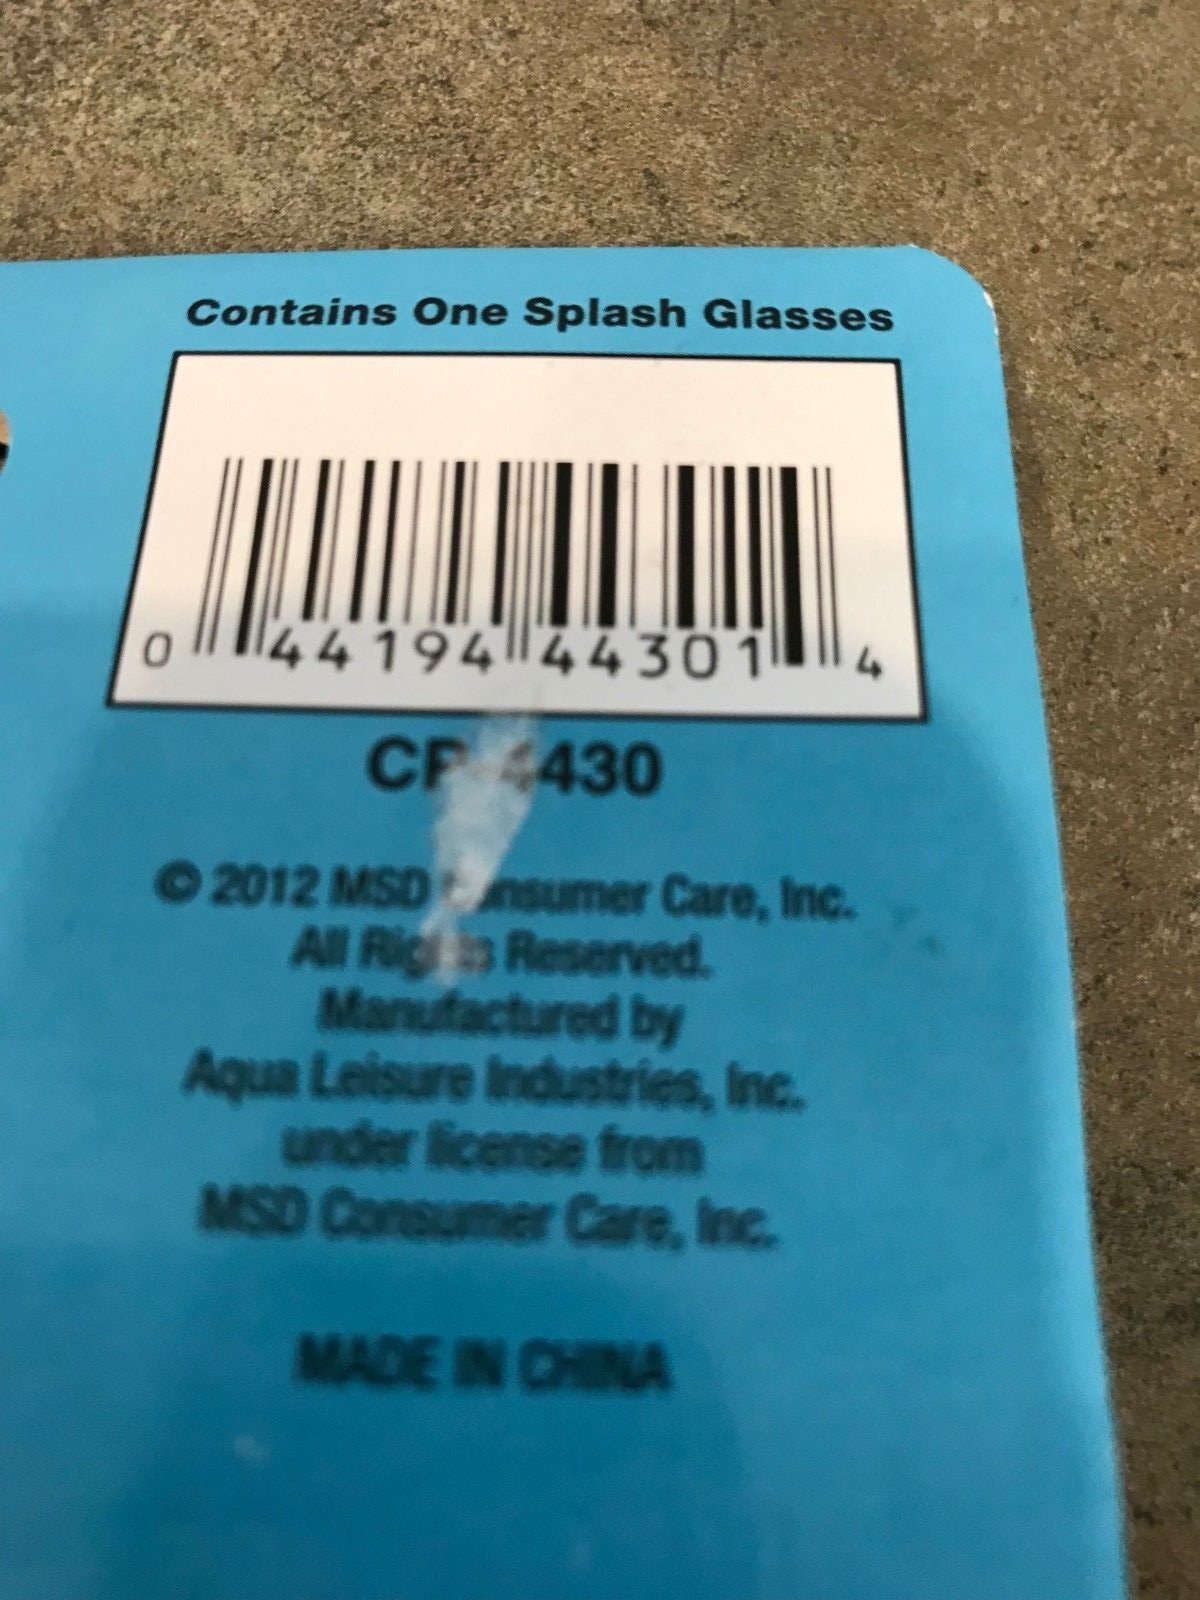 Contains One Splash Glasses
0 44194 44301 4
CP-4430
© 2012 MSD Consumer Care, Inc.
All Rights Reserved.
Manufactured by
Aqua Leisure Industries, Inc.
under license from
MSD Consumer Care, Inc.
MADE IN CHINA